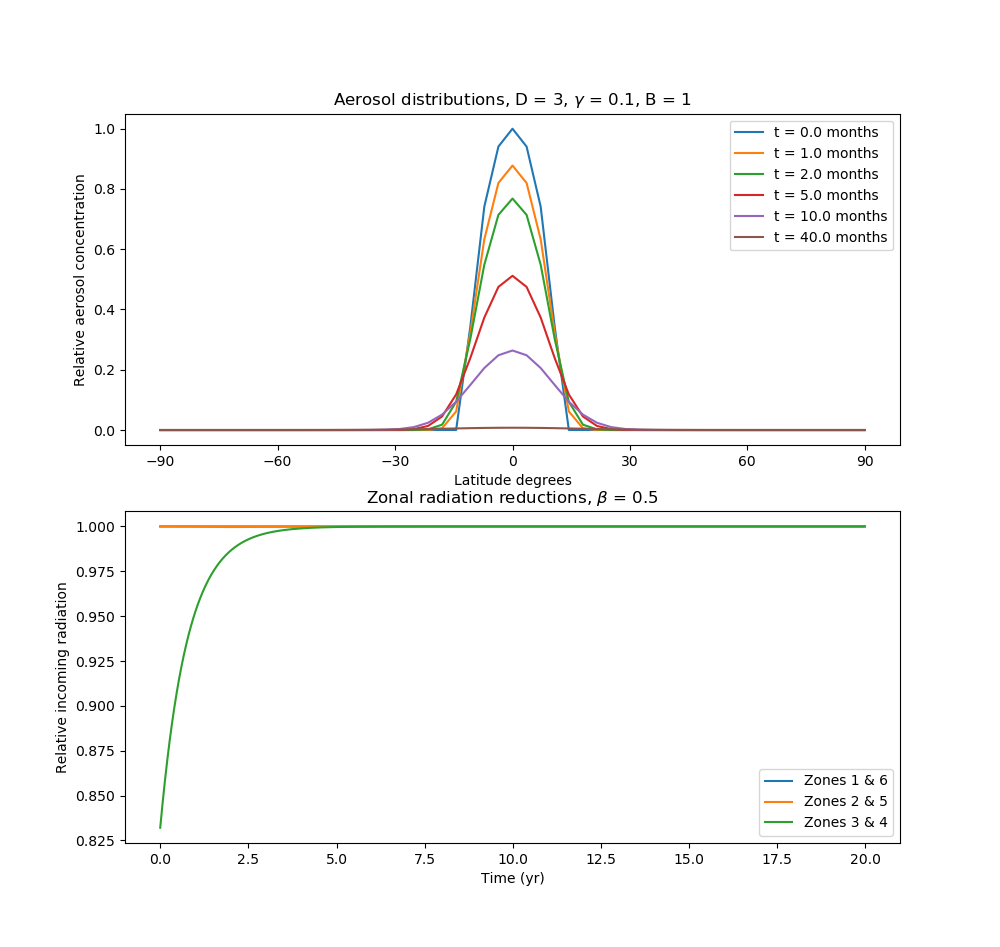 Aerosol distributions, D = 3, γ = 0.1, B = 1
Relative aerosol concentration
1.0
0.8
0.6
0.4
0.2
0.0
t = 0.0 months
t = 1.0 months
t = 2.0 months
t = 5.0 months
t = 10.0 months
t = 40.0 months
−90 −60 −30 0 30 60 90
Latitude degrees
Zonal radiation reductions, β = 0.5
Relative incoming radiation
1.000
0.975
0.950
0.925
0.900
0.875
0.850
0.825
Zones 1 & 6
Zones 2 & 5
Zones 3 & 4
0.0 2.5 5.0 7.5 10.0 12.5 15.0 17.5 20.0
Time (yr)